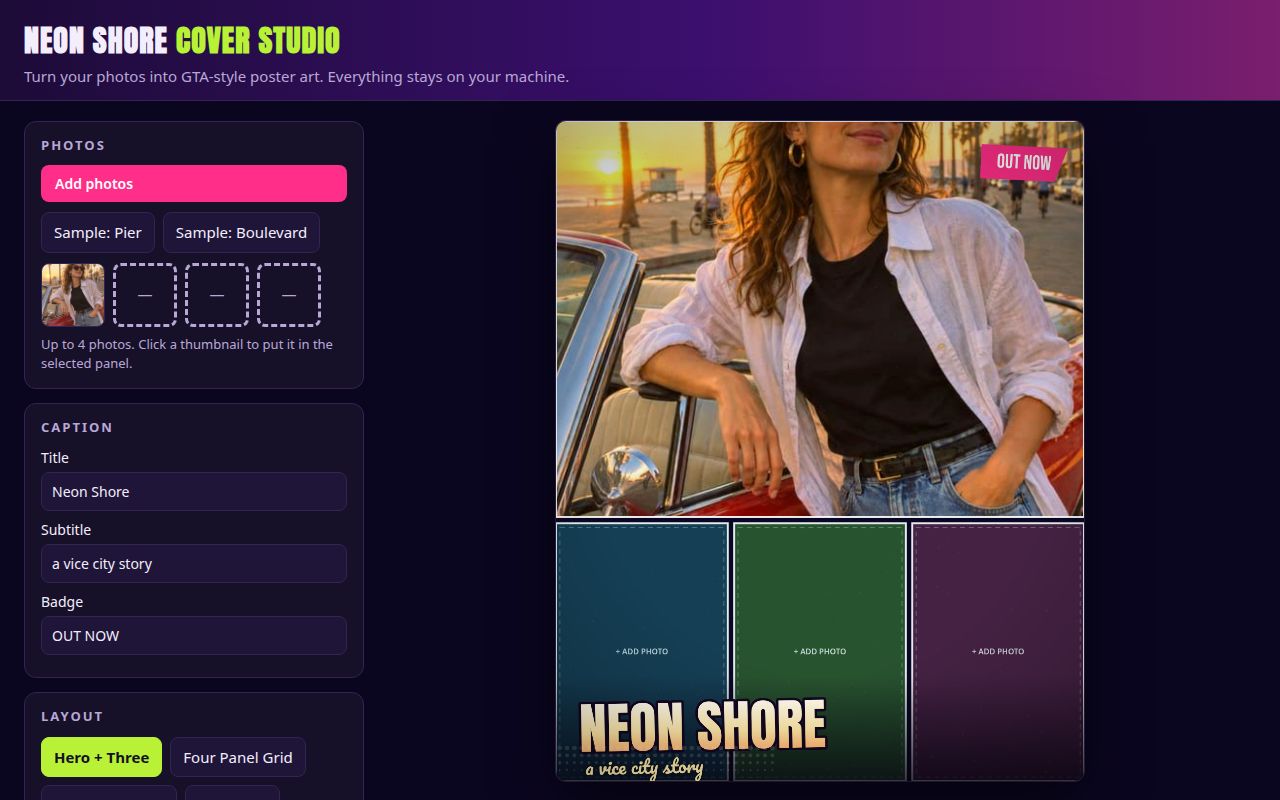 NEON SHORE COVER STUDIO
Turn your photos into GTA-style poster art. Everything stays on your machine.
PHOTOS
Add photos
Sample: Pier
Sample: Boulevard
—
—
—
Up to 4 photos. Click a thumbnail to put it in the
selected panel.
CAPTION
Title
Neon Shore
Subtitle
a vice city story
Badge
OUT NOW
LAYOUT
Hero + Three
Four Panel Grid
OUT NOW
+ ADD PHOTO
+ ADD PHOTO
+ ADD PHOTO
NEON SHORE
a vice city story